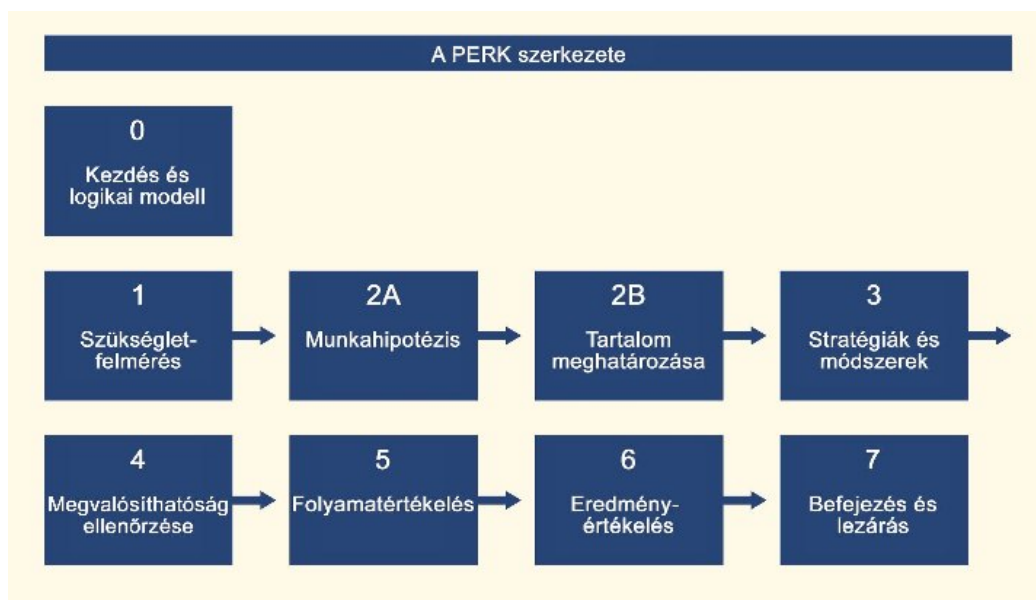 A PERK szerkezete
0
Kezdés és
logikai modell
1
Szükséglet-
felmérés
2A
Munkahipotézis
2B
Tartalom
meghatározása
3
Stratégiák és
módszerek
4
Megvalósíthatóság
ellenőrzése
5
Folyamatértékelés
6
Eredmény-
értékelés
7
Befejezés és
lezárás